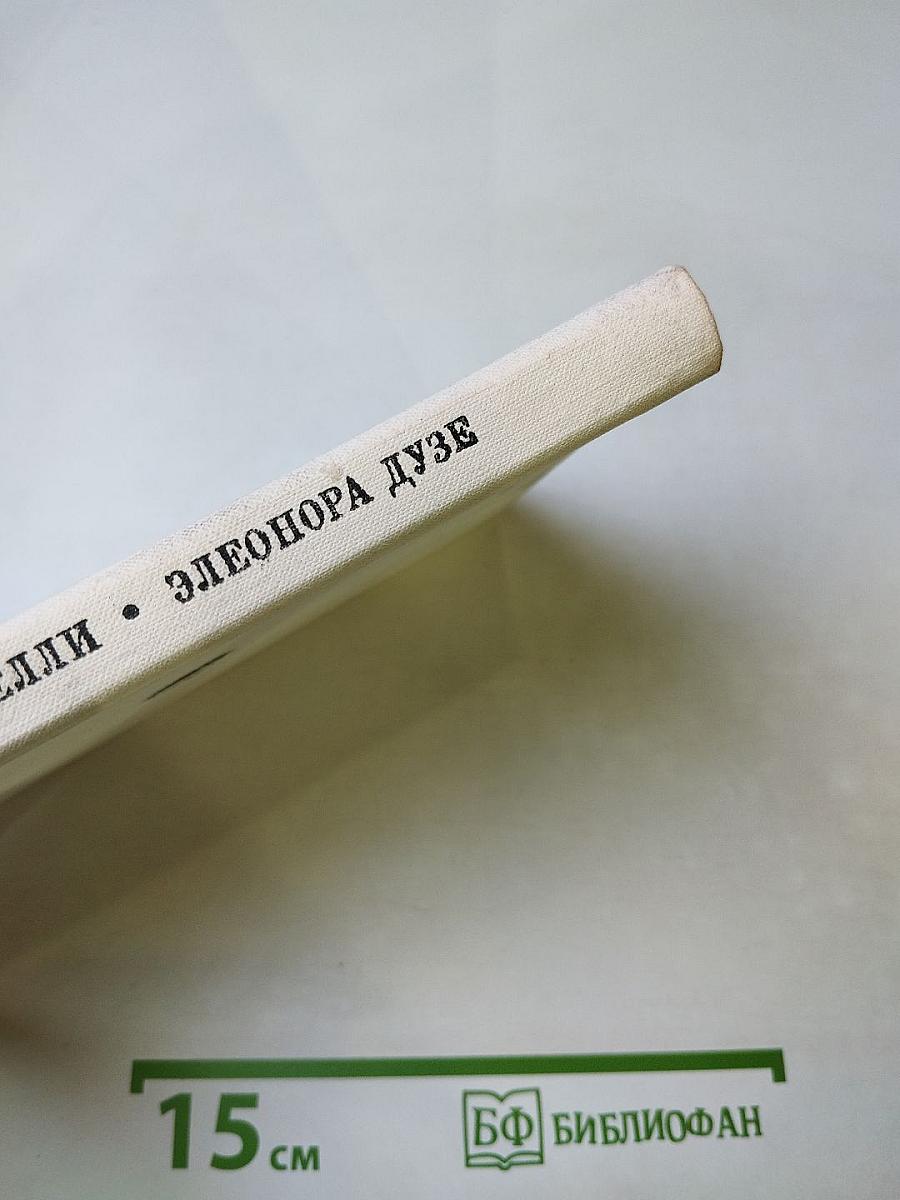 ЕЛЛИ • ЭЛЕОНОРА ДУЗЕ
15 см
БФ БИБЛИОФАН